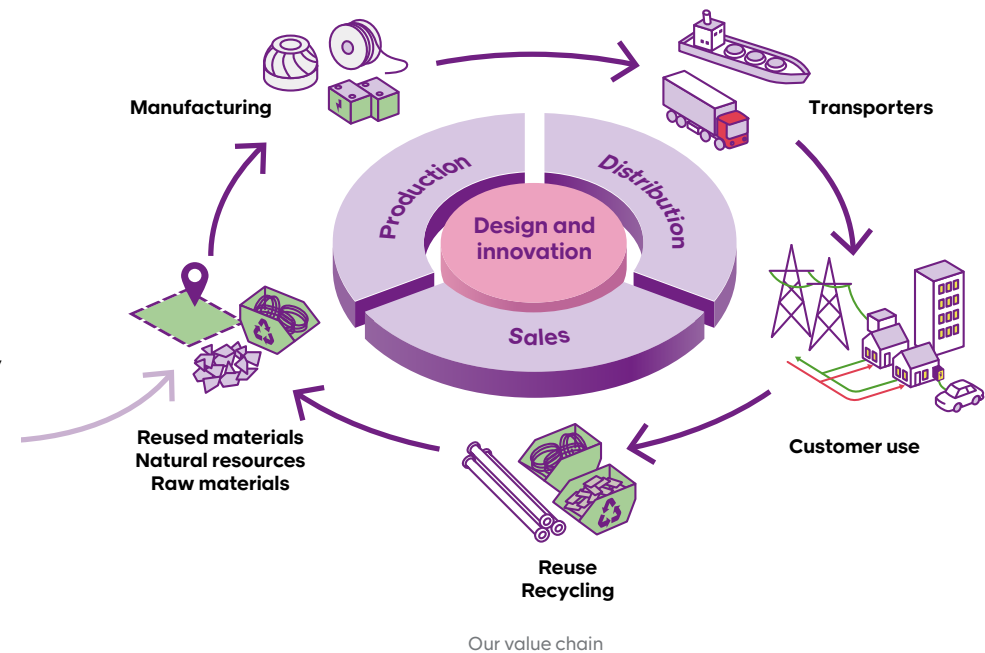 Manufacturing
Transporters
Production
Distribution
Design and
innovation
Sales
Reused materials
Natural resources
Raw materials
Customer use
Reuse
Recycling
Our value chain